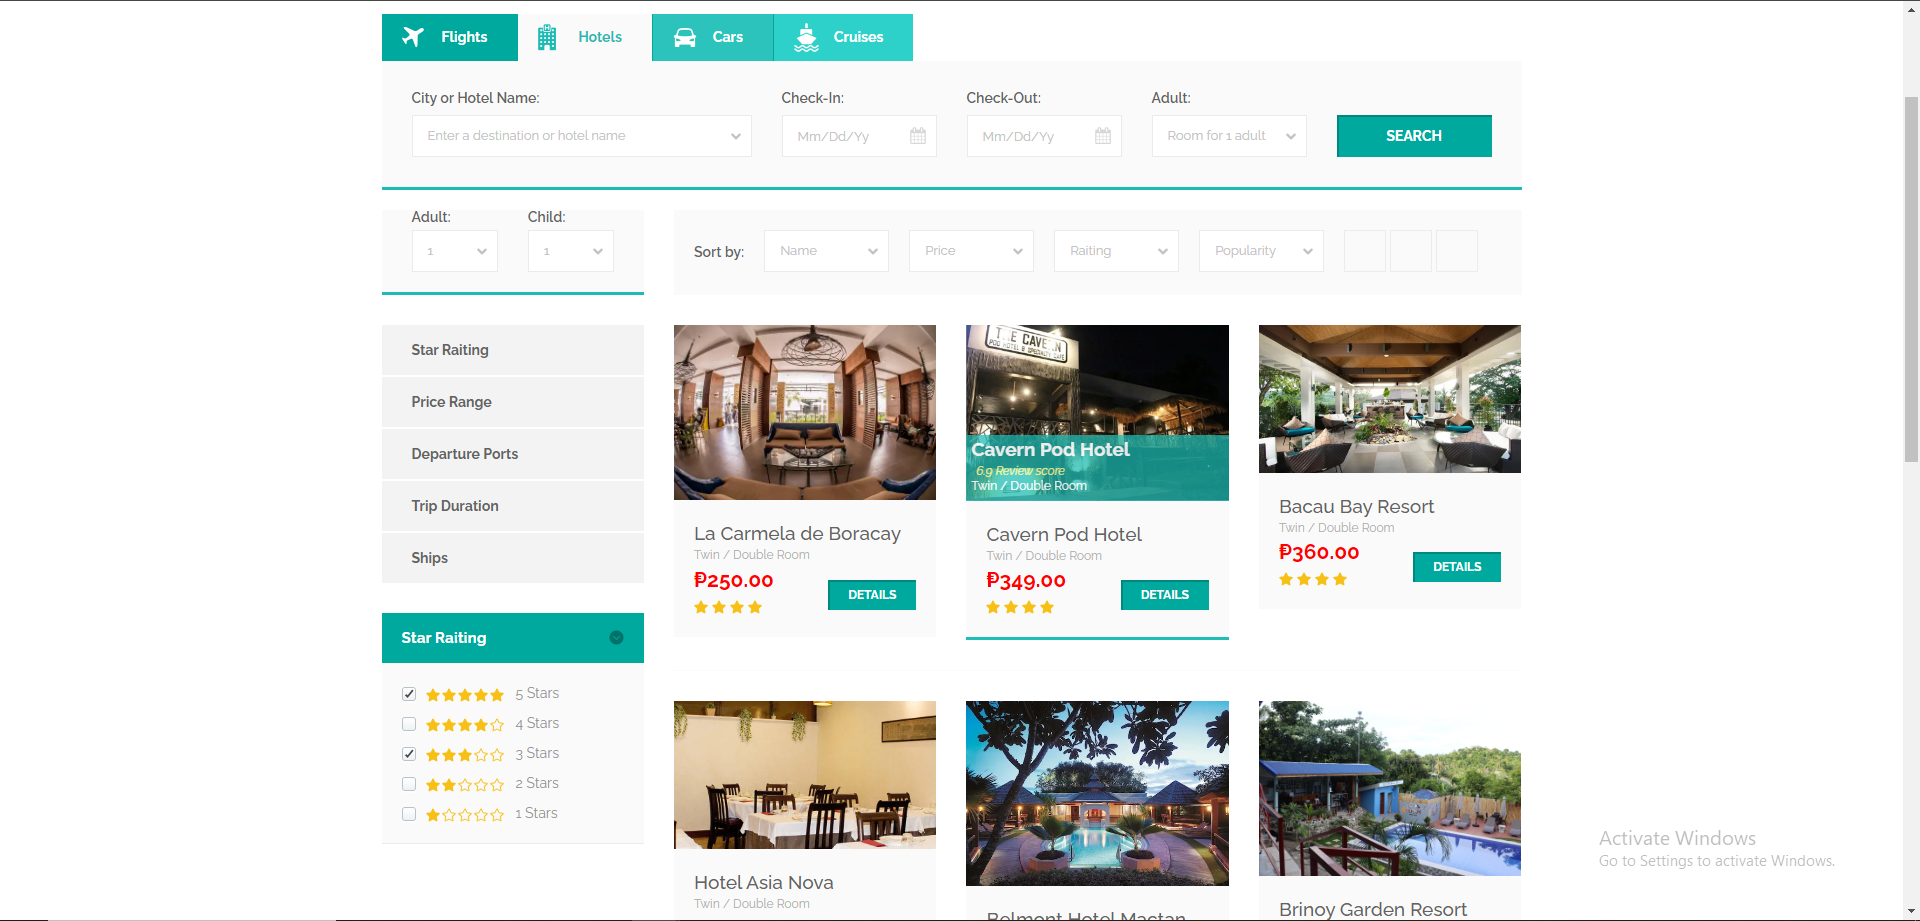 Flights
Hotels
Cars
Cruises
City or Hotel Name:
Check-In:
Check-Out:
Adult:
Enter a destination or hotel name
Mm/Dd/Yy
Mm/Dd/Yy
Room for 1 adult
SEARCH
Adult:
Child:
1
1
Sort by:
Name
Price
Raiting
Popularity
Star Raiting
Price Range
Departure Ports
Trip Duration
Ships
Star Raiting
5 Stars
4 Stars
3 Stars
2 Stars
1 Stars
La Carmela de Boracay
Twin / Double Room
₱250.00
DETAILS
THE CAVERN
POD HOTEL & SPECIALTY CAFE
Cavern Pod Hotel
6.9 Review score
Twin / Double Room
Cavern Pod Hotel
Twin / Double Room
₱349.00
DETAILS
Bacau Bay Resort
Twin / Double Room
₱360.00
DETAILS
Hotel Asia Nova
Twin / Double Room
Belmont Hotel Mactan
Brinoy Garden Resort
Activate Windows
Go to Settings to activate Windows.